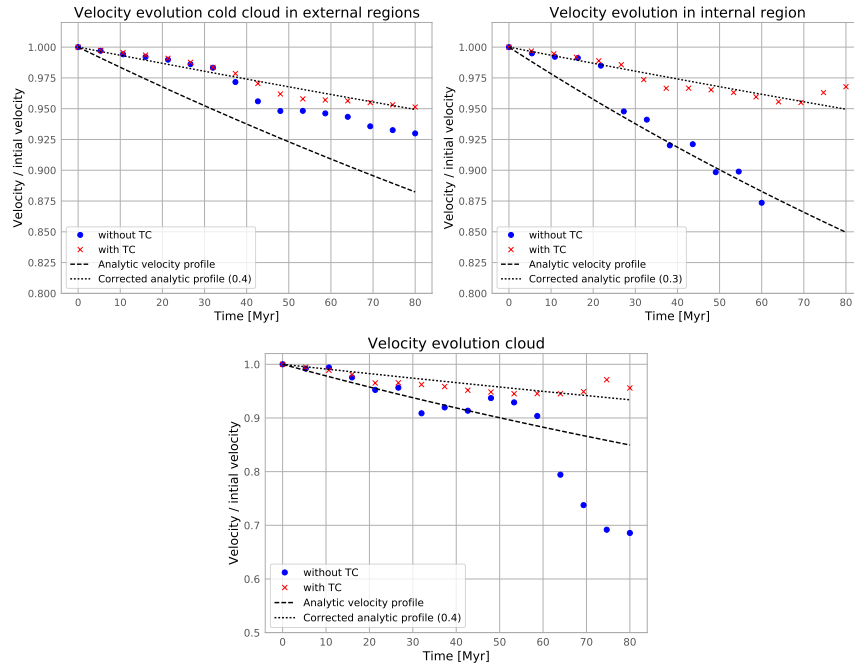 Velocity evolution cold cloud in external regions
1.000
0.975
0.950
0.925
0.900
0.875
0.850
0.825
0.800
Velocity / initial velocity
without TC
with TC
Analytic velocity profile
Corrected analytic profile (0.4)
0 10 20 30 40 50 60 70 80
Time [Myr]
Velocity evolution in internal region
1.000
0.975
0.950
0.925
0.900
0.875
0.850
0.825
0.800
Velocity / intial velocity
without TC
with TC
Analytic velocity profile
Corrected analytic profile (0.3)
0 10 20 30 40 50 60 70 80
Time [Myr]
Velocity evolution cloud
1.0
0.9
0.8
0.7
0.6
0.5
Velocity / intial velocity
without TC
with TC
Analytic velocity profile
Corrected analytic profile (0.4)
0 10 20 30 40 50 60 70 80
Time [Myr]